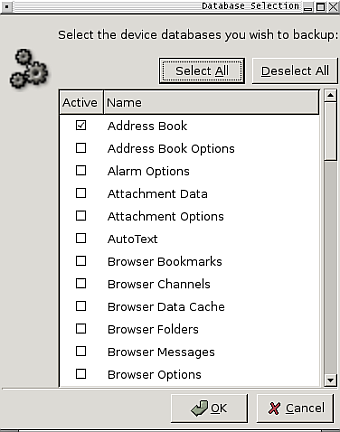 Database Selection
Select the device databases you wish to backup:
Select All
Deselect All
Active Name
Address Book
Address Book Options
Alarm Options
Attachment Data
Attachment Options
AutoText
Browser Bookmarks
Browser Channels
Browser Data Cache
Browser Folders
Browser Messages
Browser Options
OK
Cancel